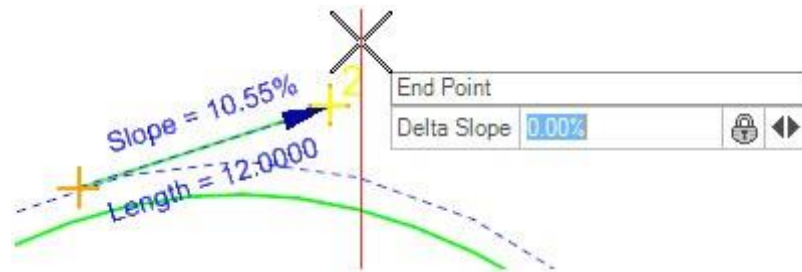 2
Slope = 10.55%
Length = 12.0000
End Point
Delta Slope 0.00%